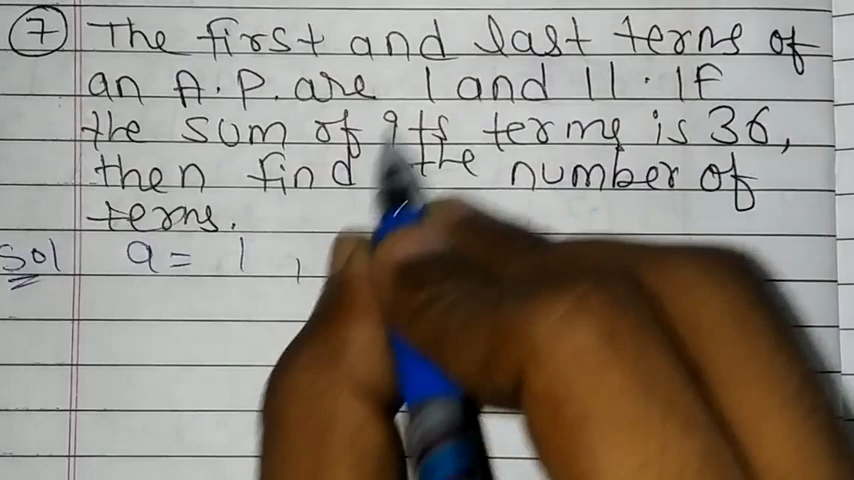 7 The first and last terms of
an A.P. are 1 and 11. If
the sum of its terms is 36,
then find the number of
terms.
Sol a = 1 ,